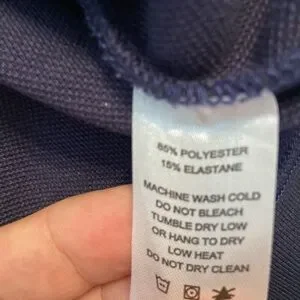 85% POLYESTER
15% ELASTANE
MACHINE WASH COLD
DO NOT BLEACH
TUMBLE DRY LOW
OR HANG TO DRY
LOW HEAT
DO NOT DRY CLEAN